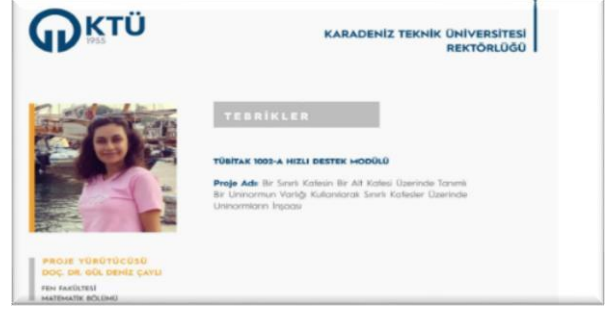 KTÜ
1955
KARADENİZ TEKNİK ÜNİVERSİTESİ
REKTÖRLÜĞÜ
TEBRİKLER
TÜBİTAK 1002-A HIZLI DESTEK MODÜLÜ
Proje Adı: Bir Sınırlı Kafesin Bir Alt Kafesi Üzerinde Tanımlı
Bir Uninormun Varlığı Kullanılarak Sınırlı Kafesler Üzerinde
Uninormların İnşaası
PROJE YÜRÜTÜCÜSÜ
DOÇ. DR. GÜL DENİZ ÇAYLI
FEN FAKÜLTESİ
MATEMATİK BÖLÜMÜ